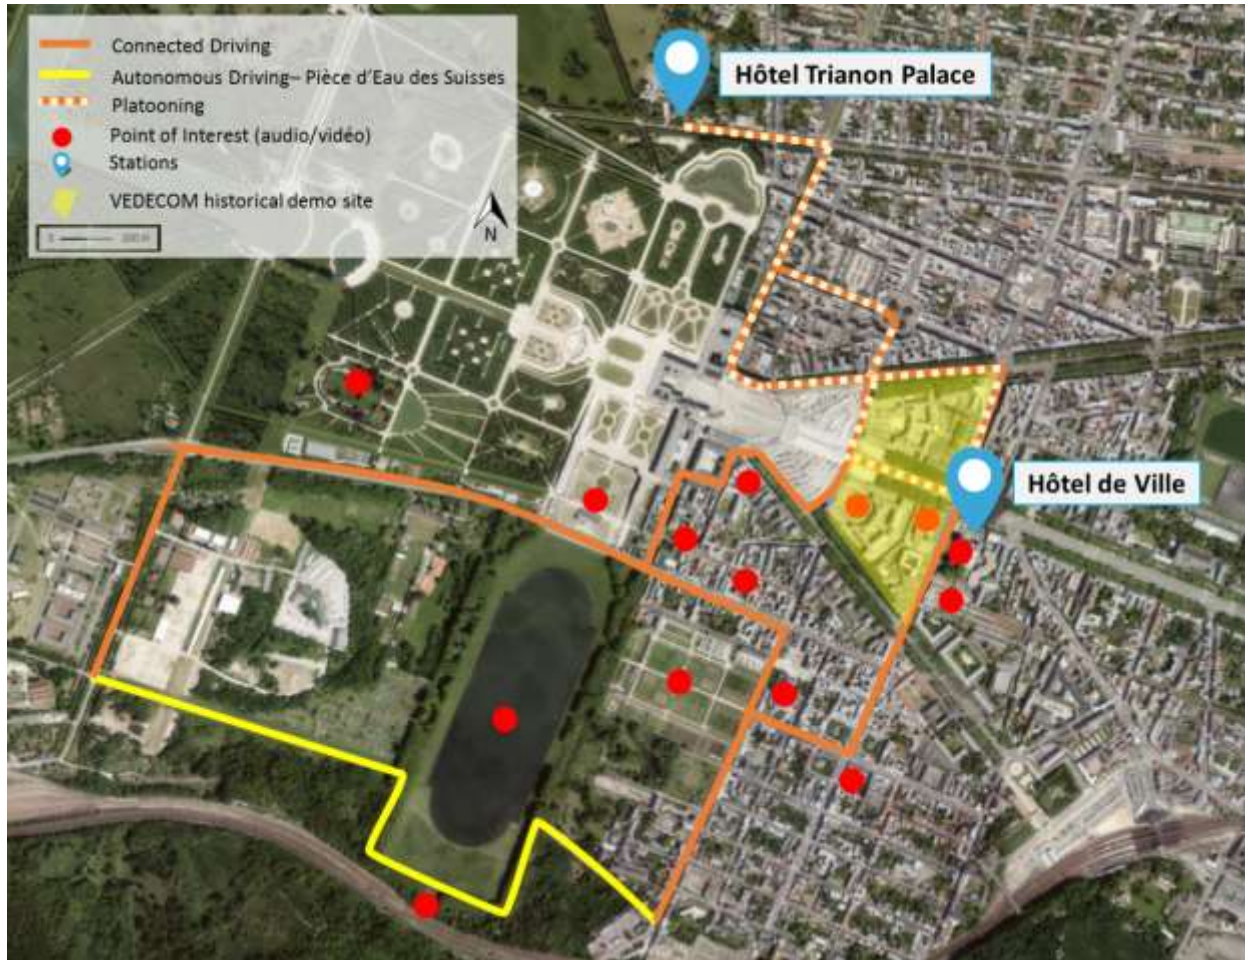 Connected Driving
Autonomous Driving– Pièce d'Eau des Suisses
Platooning
Point of Interest (audio/vidéo)
Stations
VEDECOM historical demo site
N
Hôtel Trianon Palace
Hôtel de Ville